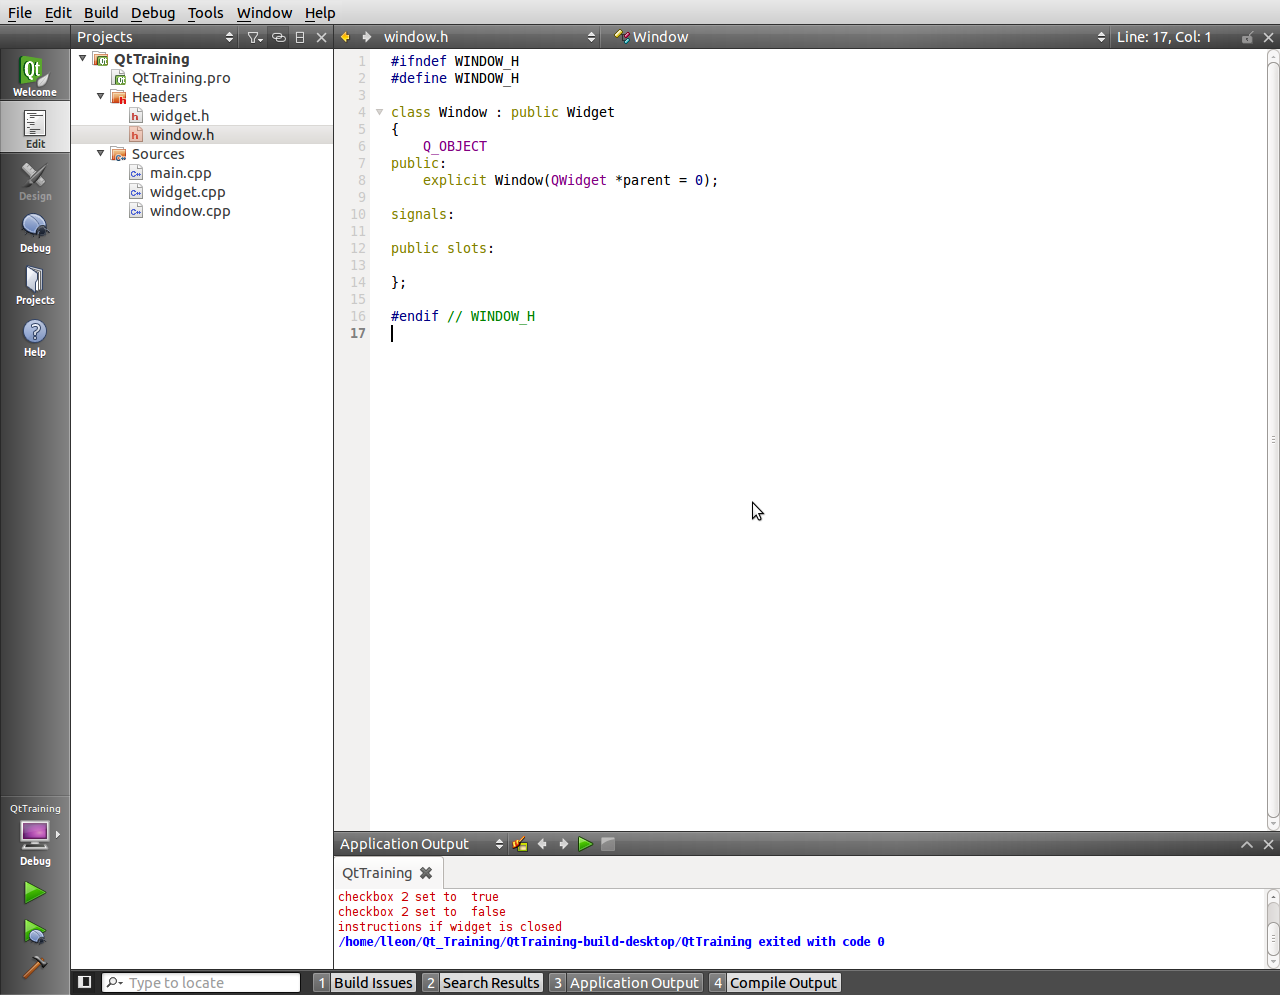 File Edit Build Debug Tools Window Help
Projects
window.h
Window
Line: 17, Col: 1
Welcome
Edit
Design
Debug
Projects
Help
QtTraining
QtTraining.pro
Headers
widget.h
window.h
Sources
main.cpp
widget.cpp
window.cpp
1 #ifndef WINDOW_H
2 #define WINDOW_H
3
4 class Window : public Widget
5 {
6 Q_OBJECT
7 public:
8 explicit Window(QWidget *parent = 0);
9
10 signals:
11
12 public slots:
13
14 };
15
16 #endif // WINDOW_H
17
QtTraining
Debug
Application Output
QtTraining
checkbox 2 set to  true
checkbox 2 set to  false
instructions if widget is closed
/home/lleon/Qt_Training/QtTraining-build-desktop/QtTraining exited with code 0
Type to locate
1 Build Issues 2 Search Results 3 Application Output 4 Compile Output